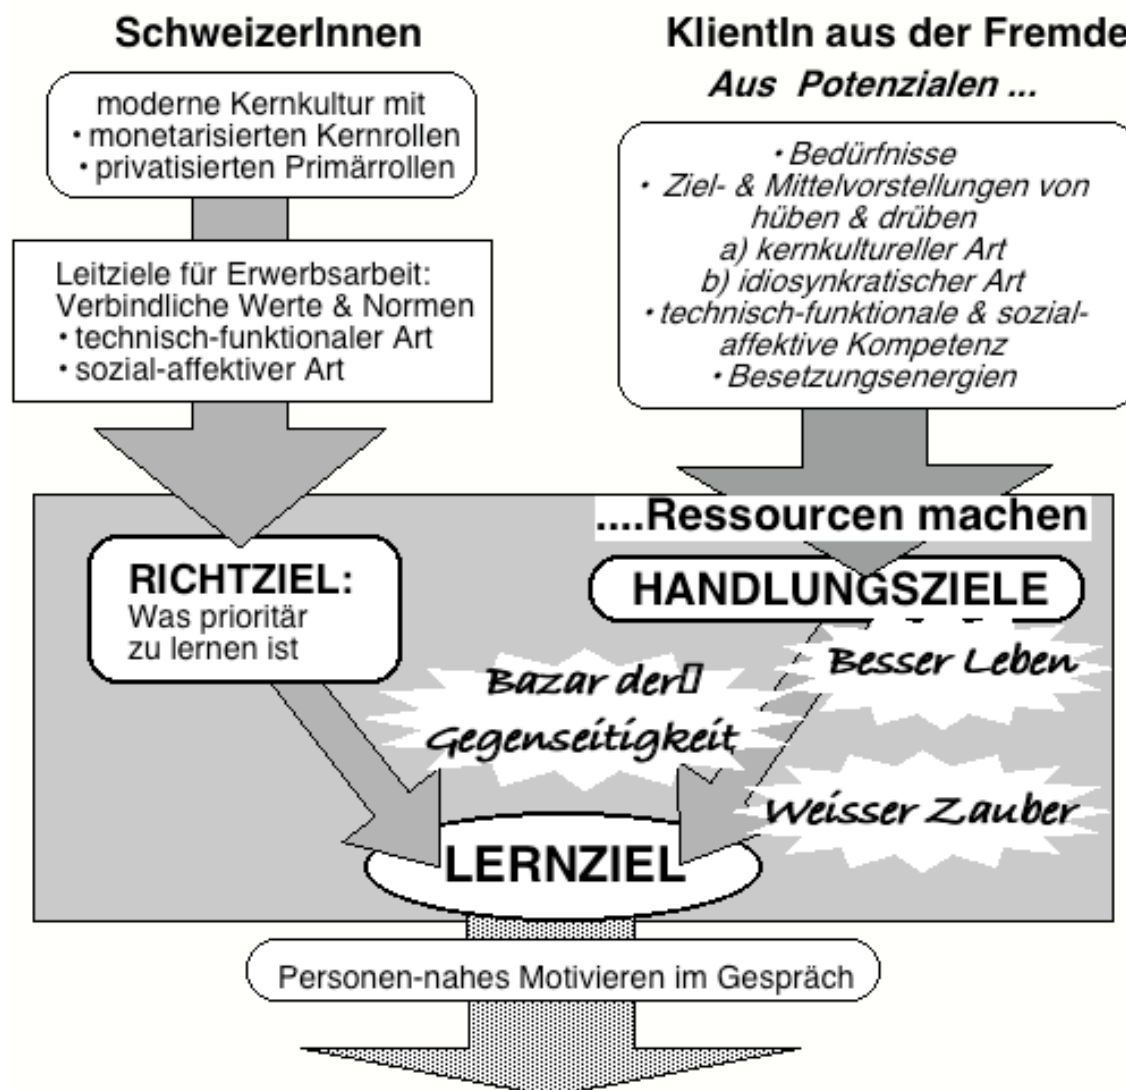 SchweizerInnen
moderne Kernkultur mit
• monetarisierten Kernrollen
• privatisierten Primärrollen
Leitziele für Erwerbsarbeit:
Verbindliche Werte & Normen
• technisch-funktionaler Art
• sozial-affektiver Art
KlientIn aus der Fremde
Aus Potenzialen ...
• Bedürfnisse
• Ziel- & Mittelvorstellungen von
hüben & drüben
a) kernkultureller Art
b) idiosynkratischer Art
• technisch-funktionale & sozial-
affektive Kompetenz
• Besetzungsenergien
....Ressourcen machen
RICHTZIEL:
Was prioritär
zu lernen ist
HANDLUNGSZIELE
Besser Leben
Bazar der▯
Gegenseitigkeit
Weisser Zauber
LERNZIEL
Personen-nahes Motivieren im Gespräch